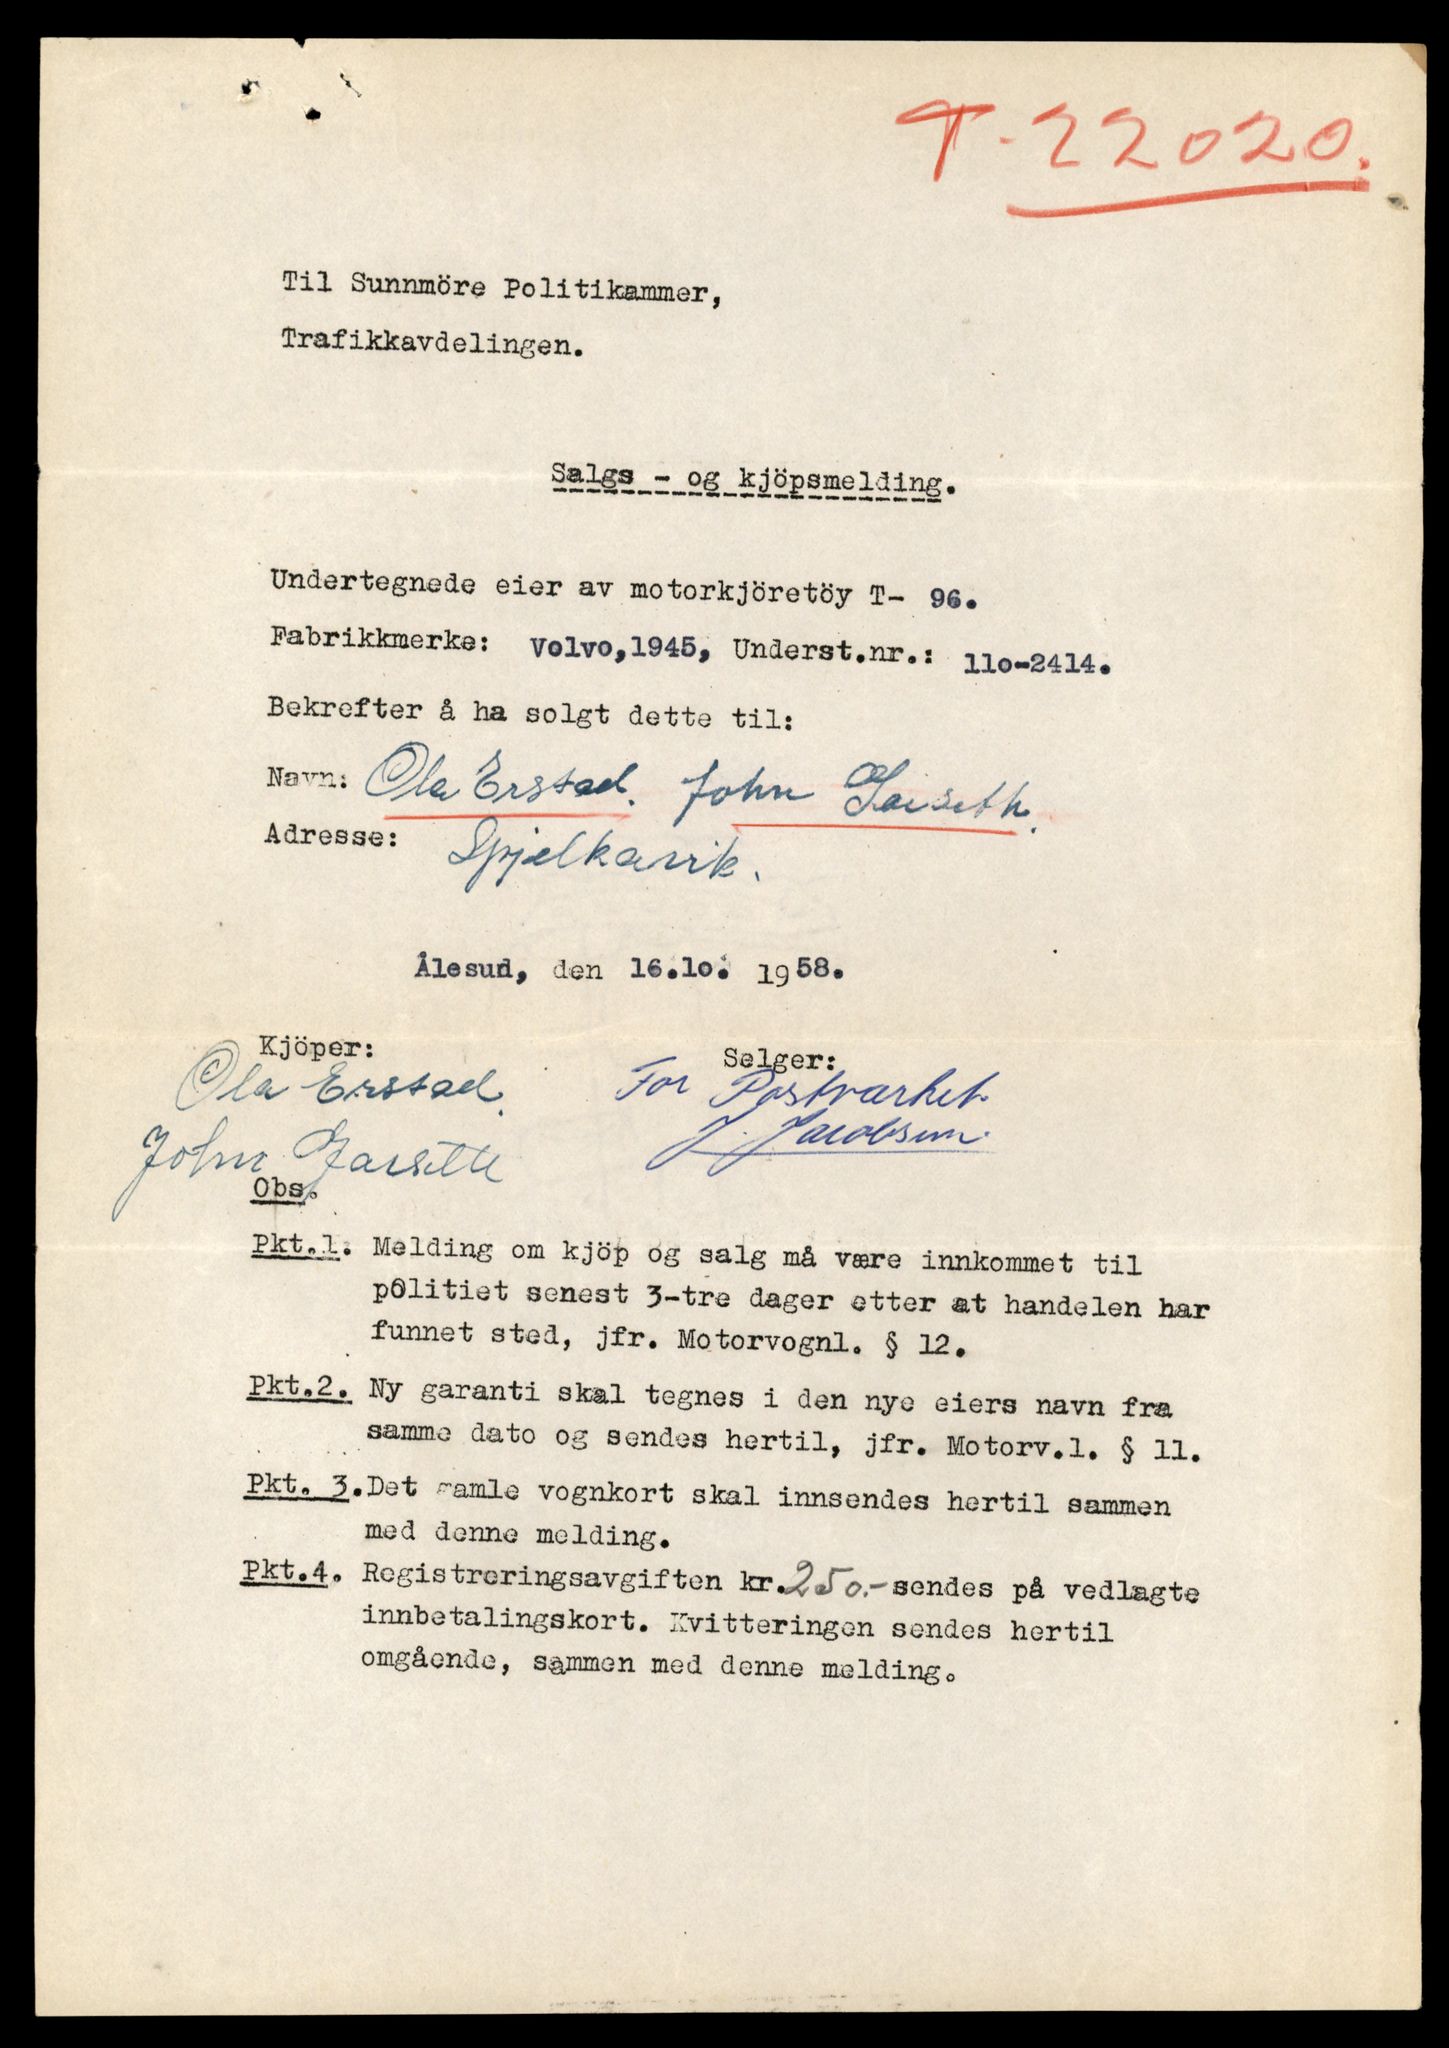 T-22020.
Til Sunnmöre Politikammer,
Trafikkavdelingen.
Salgs - og kjöpsmelding.
Undertegnede eier av motorkjöretöy T- 96.
Fabrikkmerke: Volvo,1945, Underst.nr.: 11o-2414.
Bekrefter å ha solgt dette til:
Navn: Ola Erstad. John
Adresse: Spjelkavik.
Ålesud, den 16.1o. 1958.
Kjöper: Selger:
Ola Erstad. For Postverket.
John J. Jacobsen.
Obs.
Pkt.1. Melding om kjöp og salg må være innkommet til
politiet senest 3-tre dager etter at handelen har
funnet sted, jfr. Motorvognl. § 12.
Pkt.2. Ny garanti skal tegnes i den nye eiers navn fra
samme dato og sendes hertil, jfr. Motorv.l. § 11.
Pkt. 3. Det gamle vognkort skal innsendes hertil sammen
med denne melding.
Pkt.4. Registreringsavgiften kr. 250.- sendes på vedlagte
innbetalingskort. Kvitteringen sendes hertil
omgående, sammen med denne melding.